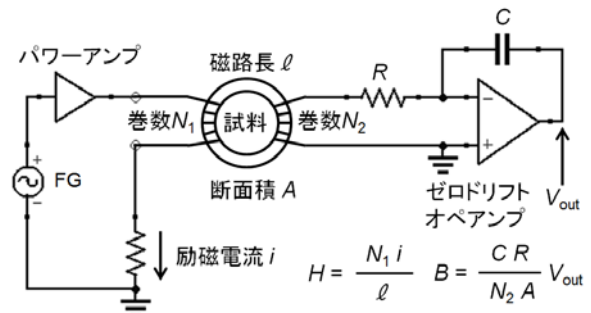 パワーアンプ
磁路長 ℓ
巻数N₁
試料
巻数N₂
断面積 A
FG
励磁電流 i
R
C
ゼロドリフト
オペアンプ
V_out
H = N₁ i / ℓ
B = C R / N₂ A V_out